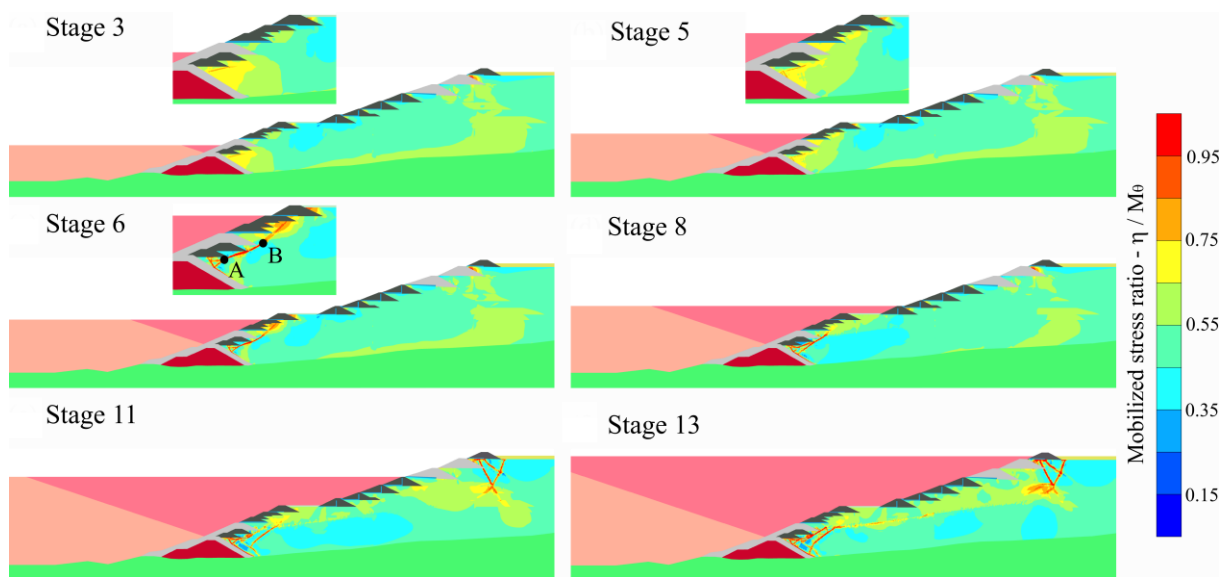 Stage 3
Stage 5
Stage 6
A
B
Stage 8
Stage 11
Stage 13
Mobilized stress ratio - η / Mθ
0.95
0.75
0.55
0.35
0.15